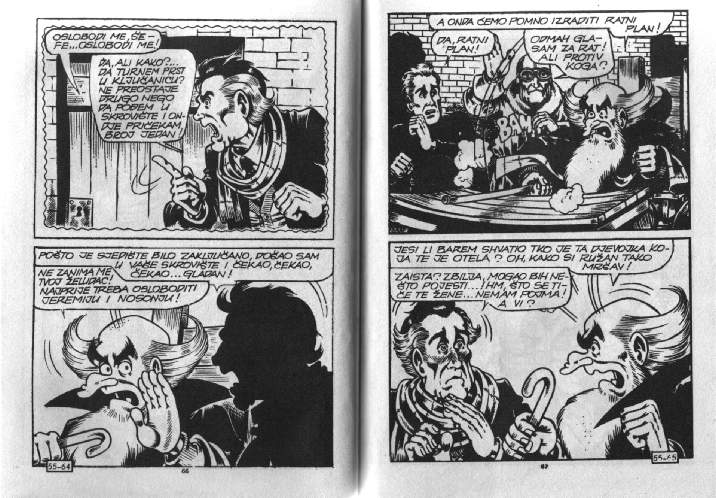 OSLOBODI ME, ŠE-
FE...OSLOBODI ME!
DA, ALI KAKO?...
DA TURNEM PRST
U KLJUČANICU?
NE PREOSTAJE
DRUGO NEGO
DA POĐEM U
SKROVIŠTE I ON-
DJE PRIČEKAM,
BROJ JEDAN!
POŠTO JE SJEDIŠTE BILO ZAKLJUČANO, DOŠAO SAM
U VAŠE SKROVIŠTE I ČEKAO, ČEKAO,
ČEKAO...GLADAN!
NE ZANIMA ME
TVOJ ŽELUDAC!
NAJPRIJE TREBA OSLOBODITI
JEREMIJU I NOSONJU!
55-64
66
A ONDA ĆEMO POMNO IZRADITI RATNI
PLAN!
DA, RATNI
PLAN!
ODMAH GLA-
SAM ZA RAT!
ALI PROTIV
KOGA?
BAM
JESI LI BAREM SHVATIO TKO JE TA DJEVOJKA KO-
JA TE JE OTELA? OH, KAKO SI RUŽAN TAKO
MRŠAV!
ZAISTA? ZBILJA, MOGAO BIH NE-
ŠTO POJESTI...! HM, ŠTO SE TI-
ČE TE ŽENE...NEMAM POJMA!
A VI?
67
55-65